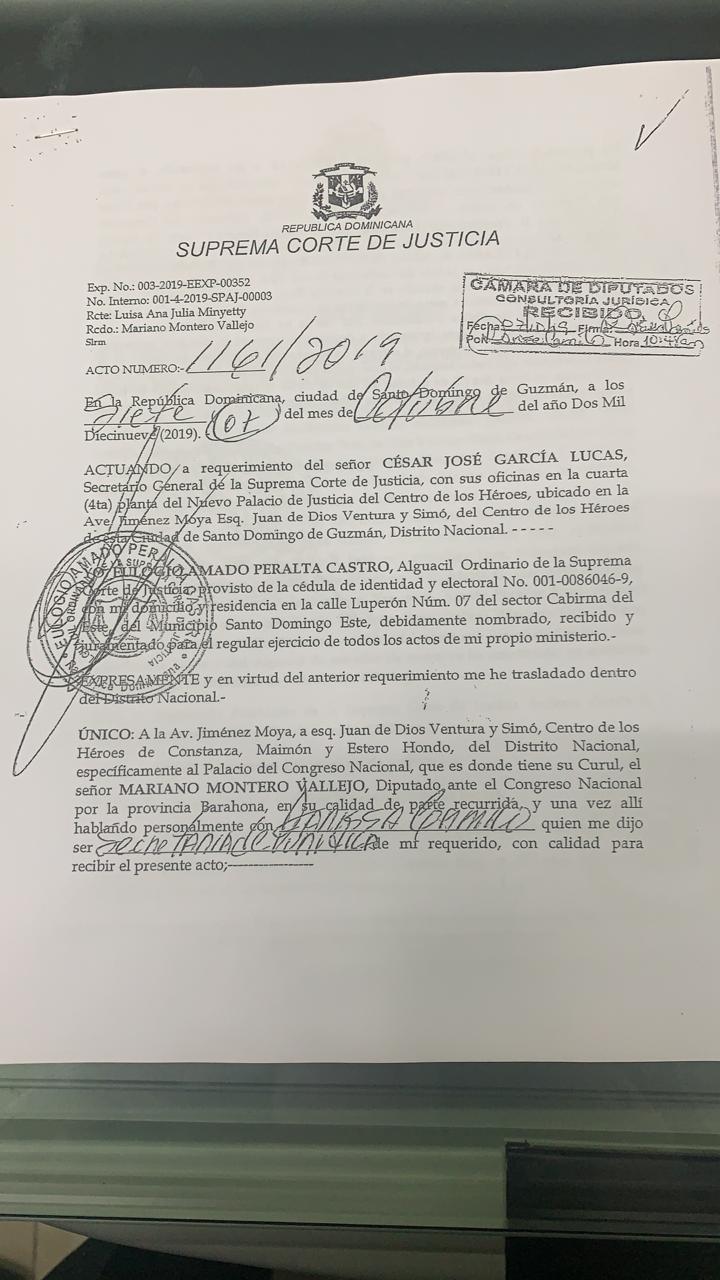 REPUBLICA DOMINICANA
SUPREMA CORTE DE JUSTICIA
Exp. No.: 003-2019-EEXP-00352
No. Interno: 001-4-2019-SPAJ-00003
Rcte: Luisa Ana Julia Minyetty
Rcdo.: Mariano Montero Vallejo
Slrm
CÁMARA DE DIPUTADOS
CONSULTORÍA JURÍDICA
RECIBIDO
Fecha Firma
Por Hora 10:48
ACTO NUMERO:- 1161/2019
En la República Dominicana, ciudad de Santo Domingo de Guzmán, a los
siete (07) del mes de Octubre del año Dos Mil
Diecinueve (2019).
ACTUANDO a requerimiento del señor CÉSAR JOSÉ GARCÍA LUCAS,
Secretario General de la Suprema Corte de Justicia, con sus oficinas en la cuarta
(4ta) planta del Nuevo Palacio de Justicia del Centro de los Héroes, ubicado en la
Ave. Jiménez Moya Esq. Juan de Dios Ventura y Simó, del Centro de los Héroes
de esta Ciudad de Santo Domingo de Guzmán, Distrito Nacional. - - - - -
YO, EULOGIO AMADO PERALTA CASTRO, Alguacil Ordinario de la Suprema
Corte de Justicia, provisto de la cédula de identidad y electoral No. 001-0086046-9,
con mi domicilio y residencia en la calle Luperón Núm. 07 del sector Cabirma del
Este, del Municipio Santo Domingo Este, debidamente nombrado, recibido y
juramentado para el regular ejercicio de todos los actos de mi propio ministerio.-
EXPRESAMENTE y en virtud del anterior requerimiento me he trasladado dentro
del Distrito Nacional.-
ÚNICO: A la Av. Jiménez Moya, a esq. Juan de Dios Ventura y Simó, Centro de los
Héroes de Constanza, Maimón y Estero Hondo, del Distrito Nacional,
específicamente al Palacio del Congreso Nacional, que es donde tiene su Curul, el
señor MARIANO MONTERO VALLEJO, Diputado ante el Congreso Nacional
por la provincia Barahona, en su calidad de parte recurrida, y una vez allí
hablando personalmente con quien me dijo
ser de mi requerido, con calidad para
recibir el presente acto;----------------